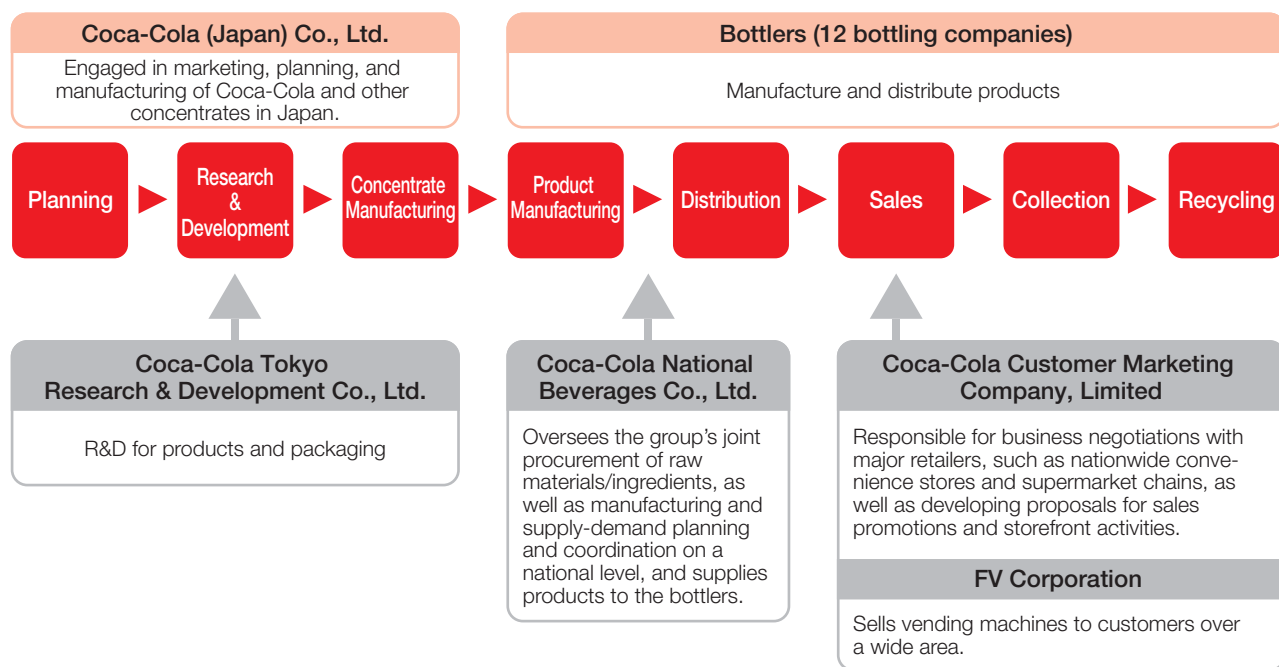 Coca-Cola (Japan) Co., Ltd.
Engaged in marketing, planning, and
manufacturing of Coca-Cola and other
concentrates in Japan.
Bottlers (12 bottling companies)
Manufacture and distribute products
Planning
Research
&
Development
Concentrate
Manufacturing
Product
Manufacturing
Distribution
Sales
Collection
Recycling
Coca-Cola Tokyo
Research & Development Co., Ltd.
R&D for products and packaging
Coca-Cola National
Beverages Co., Ltd.
Oversees the group's joint
procurement of raw
materials/ingredients, as
well as manufacturing and
supply-demand planning
and coordination on a
national level, and supplies
products to the bottlers.
Coca-Cola Customer Marketing
Company, Limited
Responsible for business negotiations with
major retailers, such as nationwide conve-
nience stores and supermarket chains, as
well as developing proposals for sales
promotions and storefront activities.
FV Corporation
Sells vending machines to customers over
a wide area.